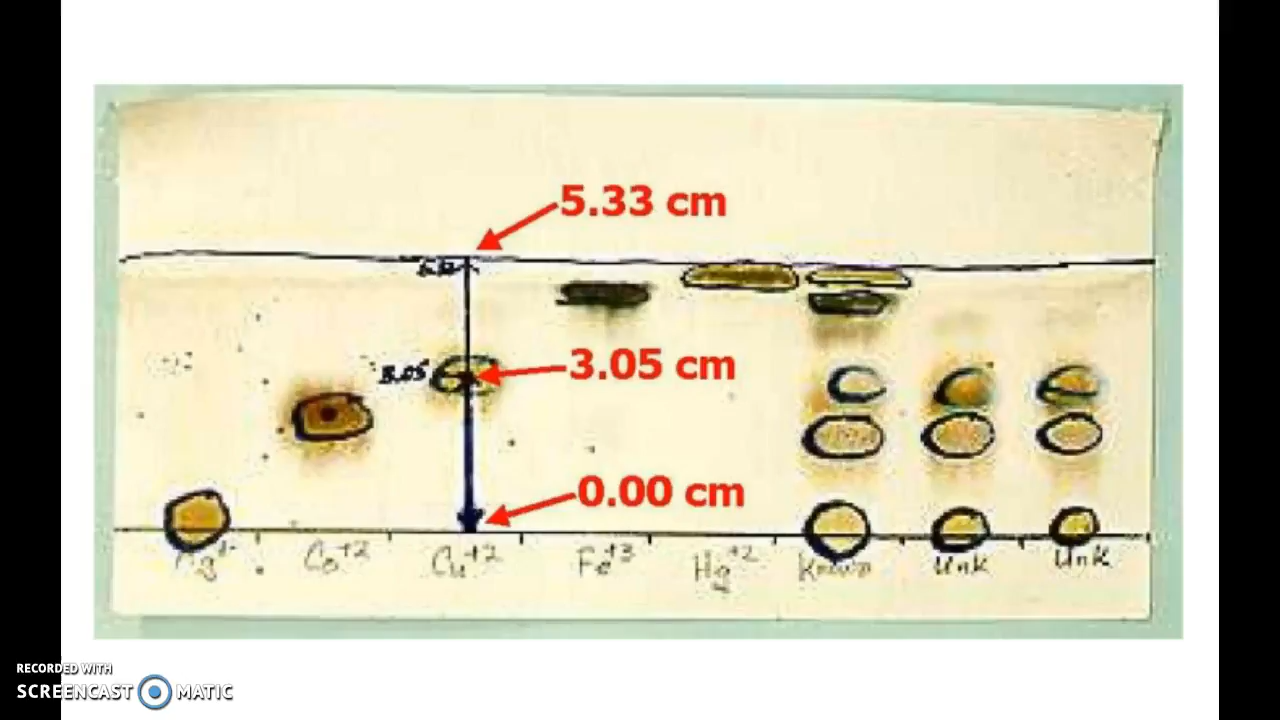 5.33 cm
3.05
3.05 cm
0.00 cm
Co+2 Cu+2 Fe+3 Hg+2 Known Unk Unk
RECORDED WITH
SCREENCAST MATIC